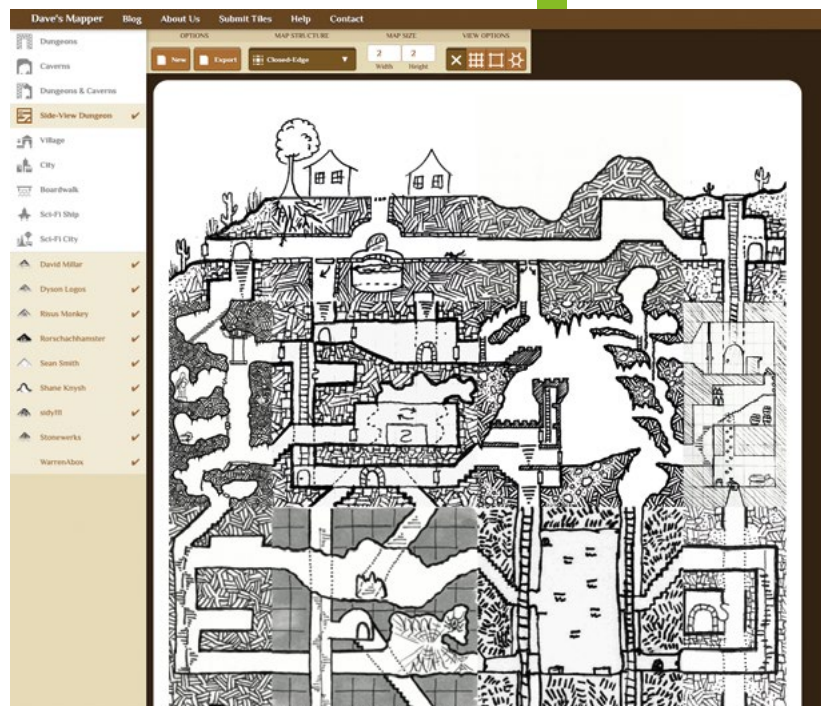 Dave's Mapper Blog About Us Submit Tiles Help Contact
OPTIONS MAP STRUCTURE MAP SIZE VIEW OPTIONS
New Export Closed-Edge 2 2
Width Height
Dungeons
Caverns
Dungeons & Caverns
Side-View Dungeon
Village
City
Boardwalk
Sci-Fi Ship
Sci-Fi City
David Millar
Dyson Logos
Risus Monkey
Rorschachhamster
Sean Smith
Shane Knysh
sidyfll
Stonewerks
WarrenAbox